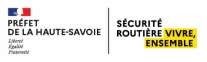 PRÉFET
DE LA HAUTE-SAVOIE
Liberté
Égalité
Fraternité
SÉCURITÉ
ROUTIÈRE VIVRE,
ENSEMBLE